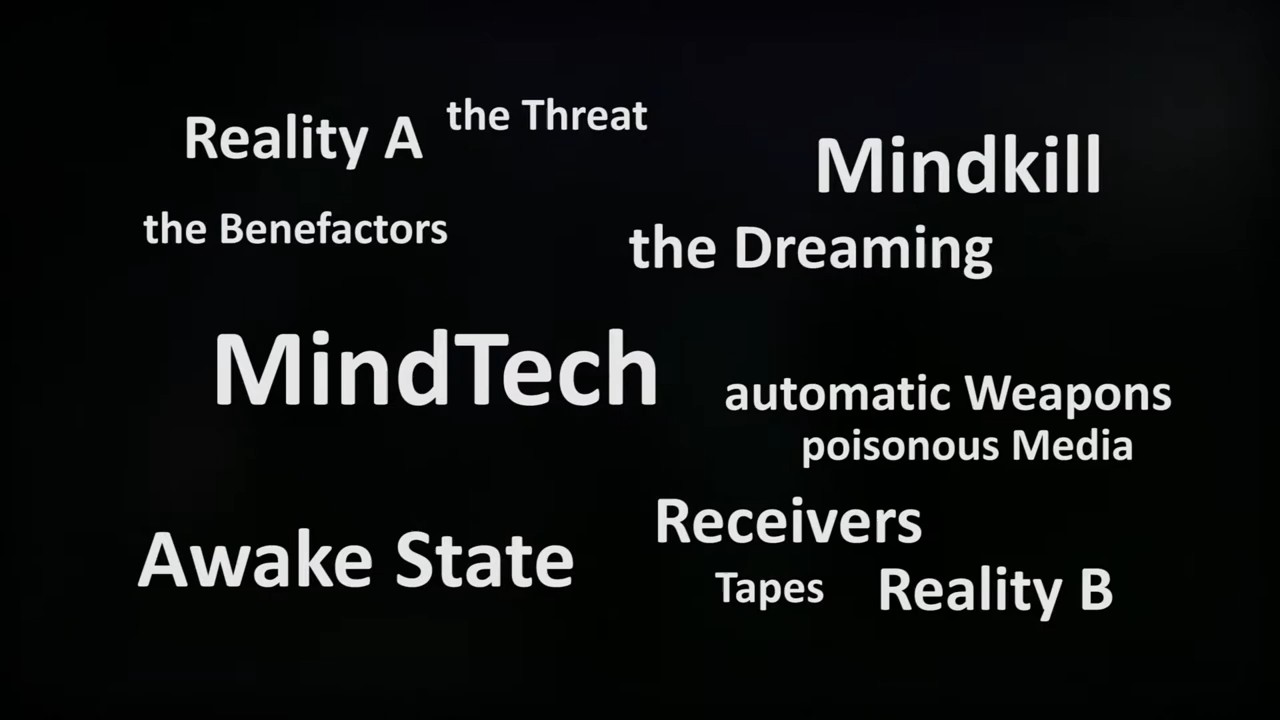 Reality A
the Threat
Mindkill
the Benefactors
the Dreaming
MindTech
automatic Weapons
poisonous Media
Receivers
Awake State
Tapes
Reality B